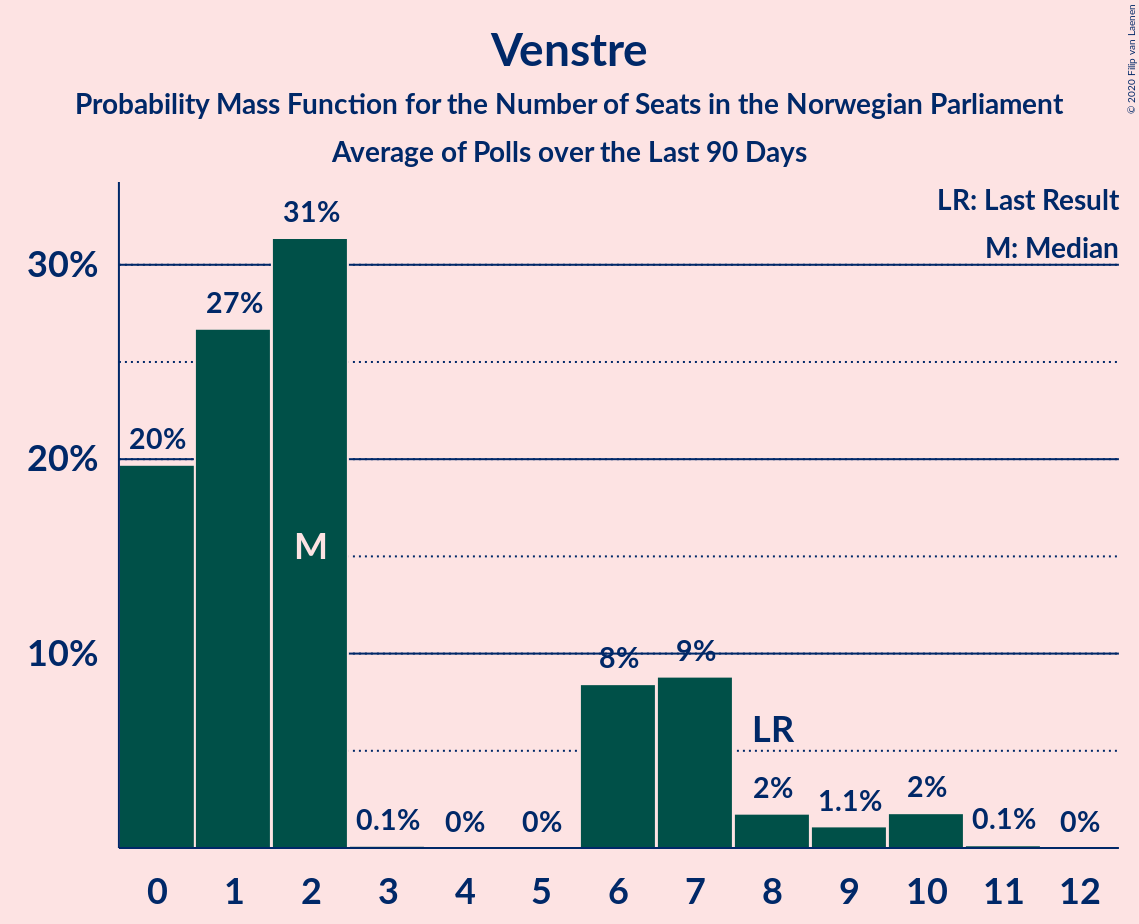 Venstre
Probability Mass Function for the Number of Seats in the Norwegian Parliament
Average of Polls over the Last 90 Days
© 2020 Filip van Laenen
LR: Last Result
M: Median
30%
20%
10%
20%
27%
31%
M
0.1%
0%
0%
8%
9%
LR
2%
1.1%
2%
0.1%
0%
0 1 2 3 4 5 6 7 8 9 10 11 12